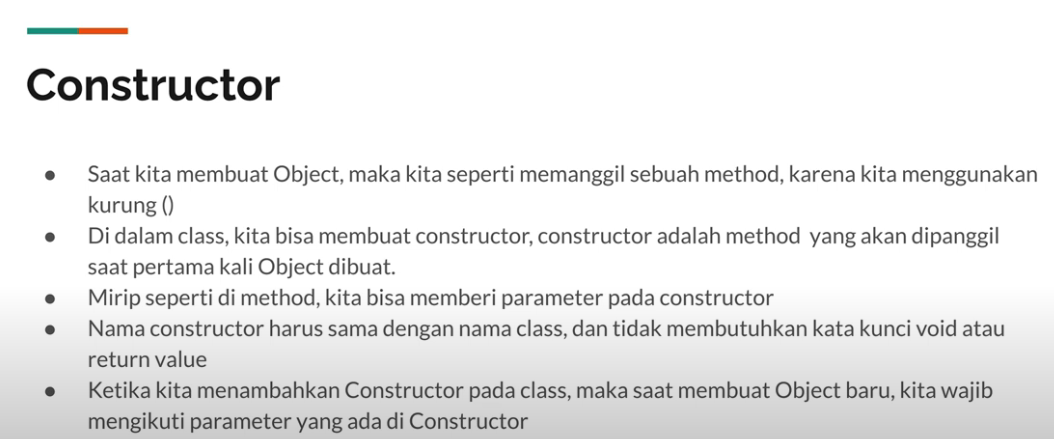 Constructor
● Saat kita membuat Object, maka kita seperti memanggil sebuah method, karena kita menggunakan
kurung ()
● Di dalam class, kita bisa membuat constructor, constructor adalah method yang akan dipanggil
saat pertama kali Object dibuat.
● Mirip seperti di method, kita bisa memberi parameter pada constructor
● Nama constructor harus sama dengan nama class, dan tidak membutuhkan kata kunci void atau
return value
● Ketika kita menambahkan Constructor pada class, maka saat membuat Object baru, kita wajib
mengikuti parameter yang ada di Constructor